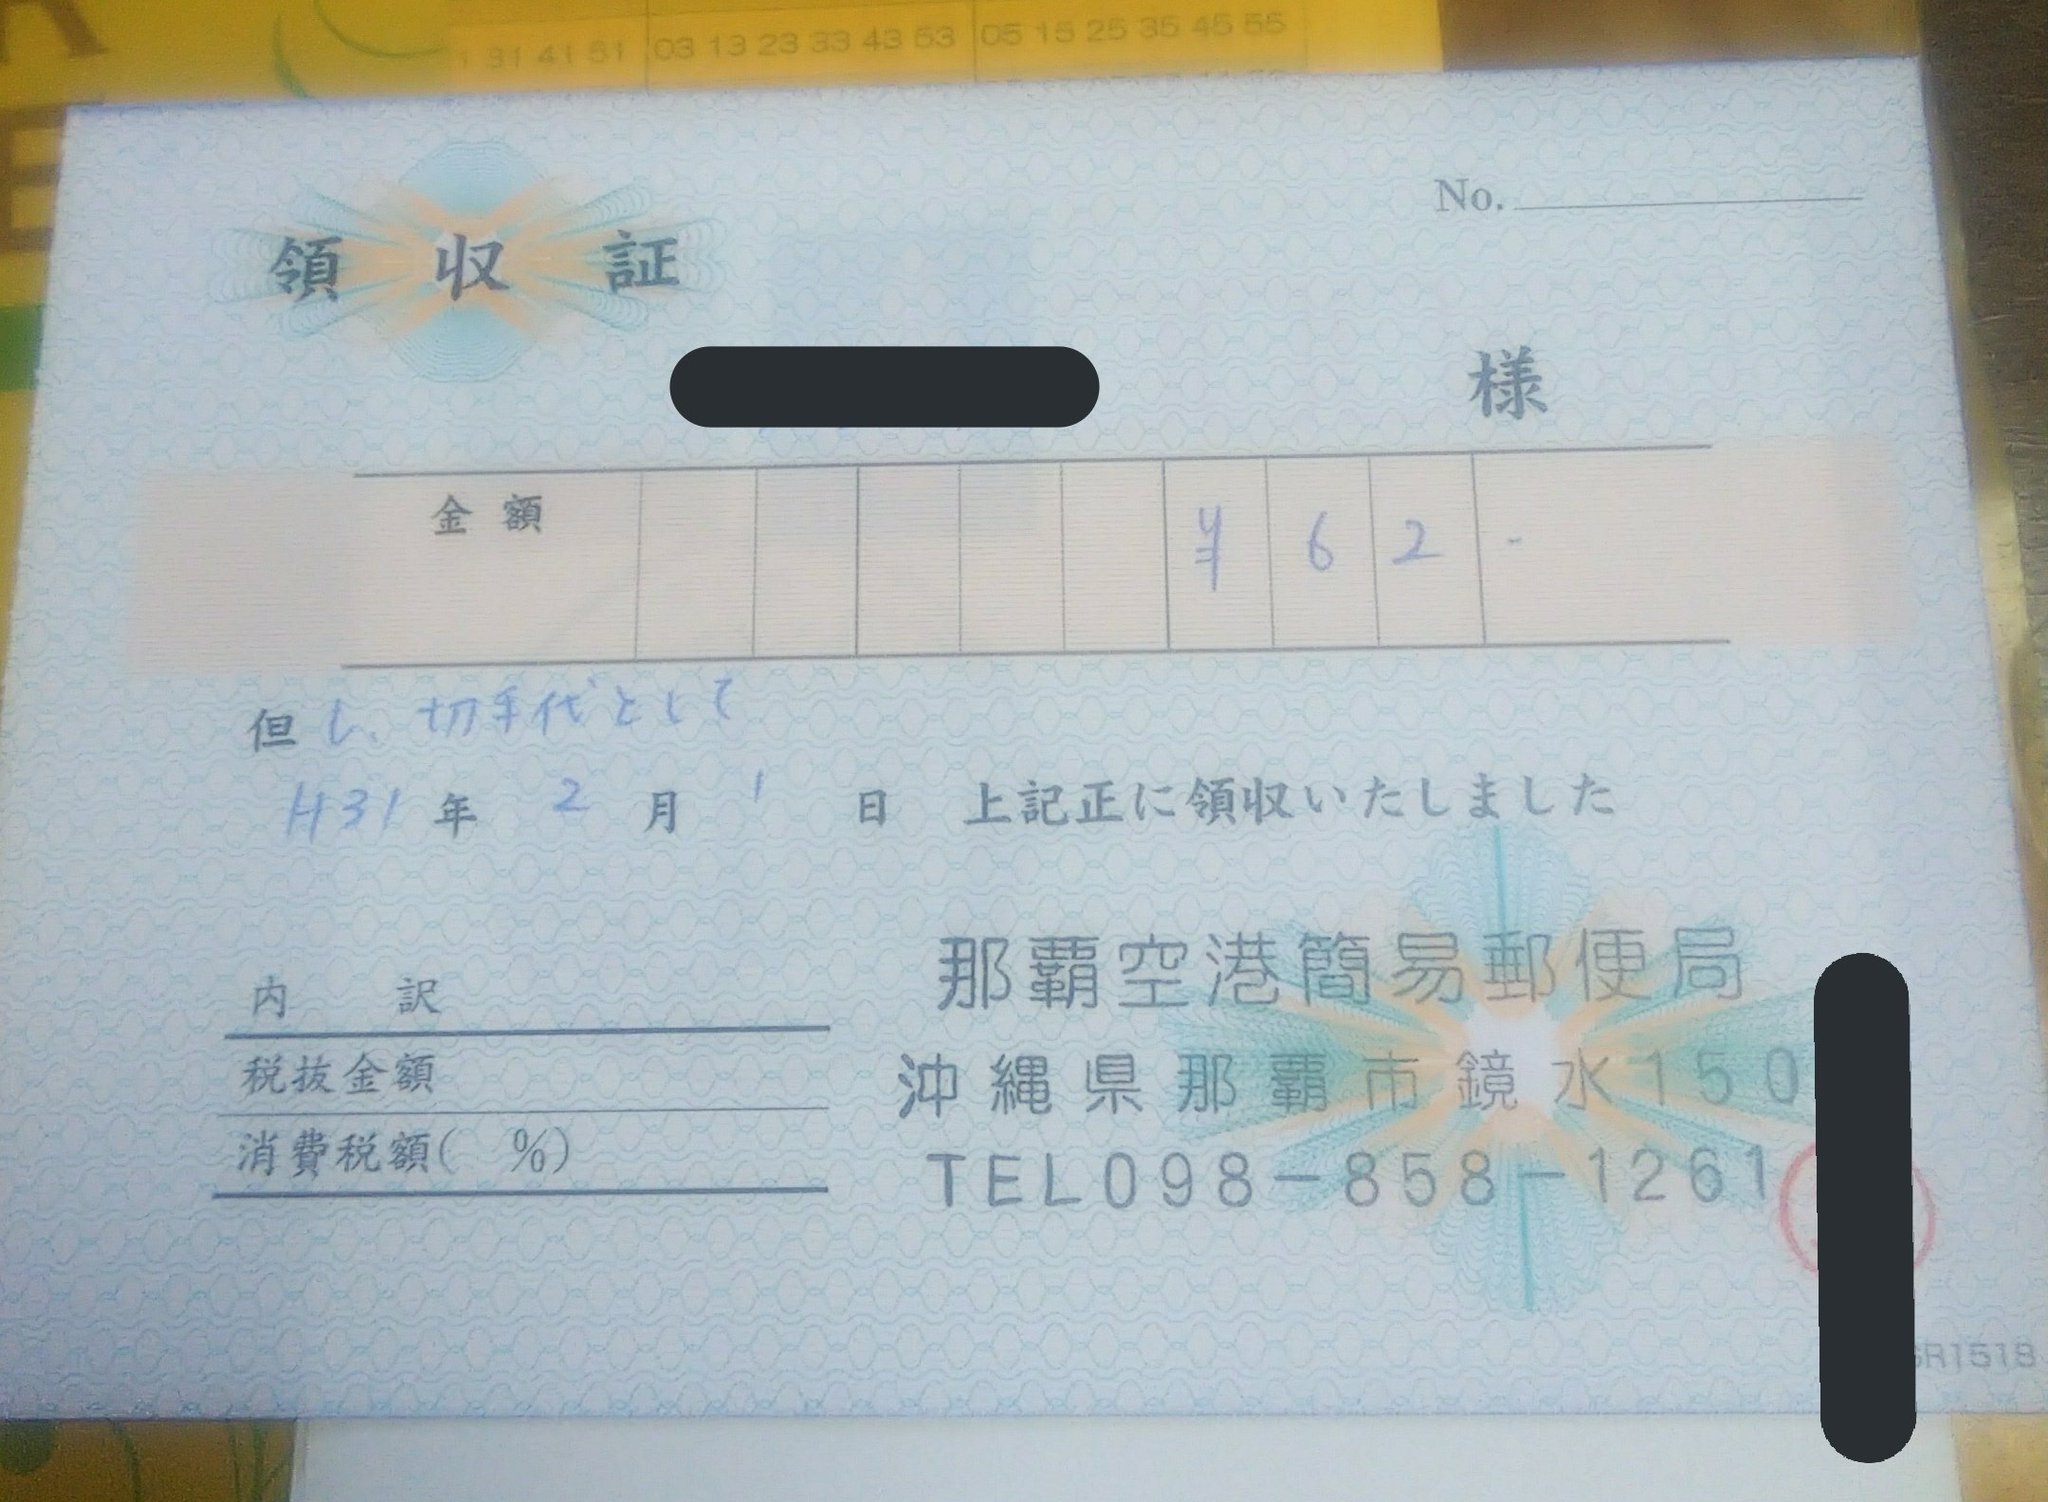 1 31 41 51 03 13 23 33 43 53 05 15 25 35 45 55
No.
領 収 証
様
金 額 ¥ 6 2 -
但し、切手代として
H31 年 2 月 1 日 上記正に領収いたしました
内 訳
税抜金額
消費税額( %)
那覇空港簡易郵便局
沖縄県那覇市鏡水150
TEL098-858-1261
SR1518